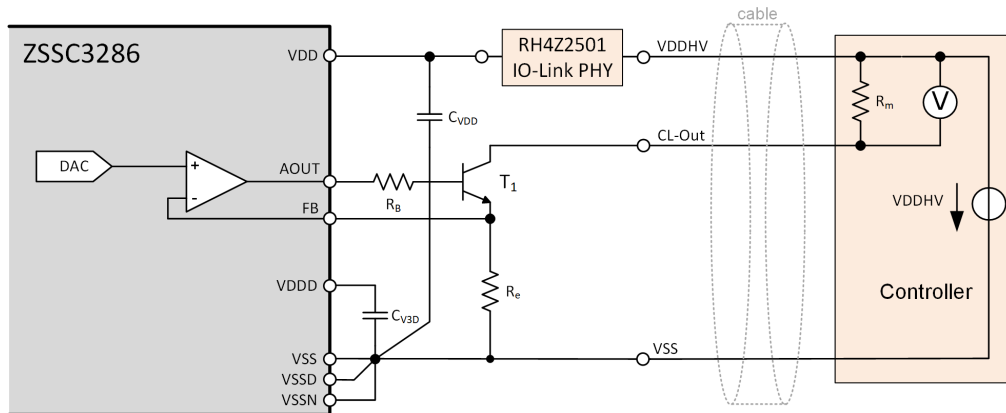 cable
ZSSC3286
VDD
RH4Z2501
IO-Link PHY
VDDHV
Rm
V
CVDD
CL-Out
DAC
+
-
AOUT
RB
T1
FB
VDDHV
VDDD
Re
Controller
CV3D
VSS
VSS
VSSD
VSSN